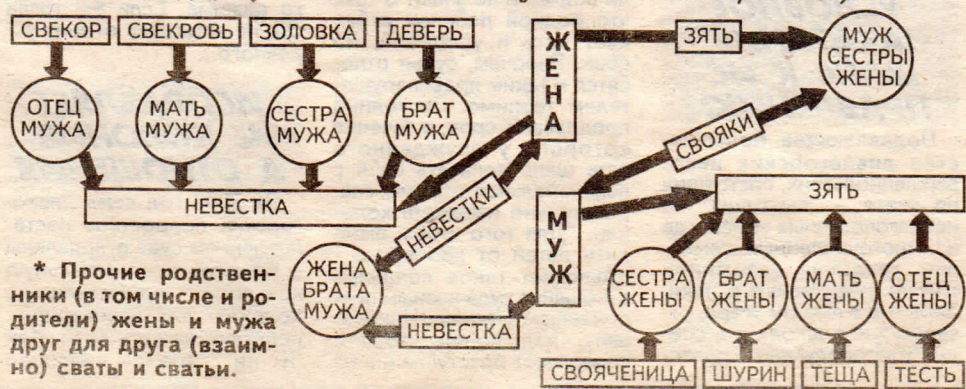 СВЕКОР
СВЕКРОВЬ
ЗОЛОВКА
ДЕВЕРЬ
ЖЕНА
ЗЯТЬ
МУЖ
СЕСТРЫ
ЖЕНЫ
ОТЕЦ
МУЖА
МАТЬ
МУЖА
СЕСТРА
МУЖА
БРАТ
МУЖА
СВОЯКИ
НЕВЕСТКА
НЕВЕСТКИ
МУЖ
ЗЯТЬ
ЖЕНА
БРАТА
МУЖА
НЕВЕСТКА
СЕСТРА
ЖЕНЫ
БРАТ
ЖЕНЫ
МАТЬ
ЖЕНЫ
ОТЕЦ
ЖЕНЫ
СВОЯЧЕНИЦА
ШУРИН
ТЕЩА
ТЕСТЬ
* Прочие родствен-
ники (в том числе и ро-
дители) жены и мужа
друг для друга (взаим-
но) сваты и сватьи.